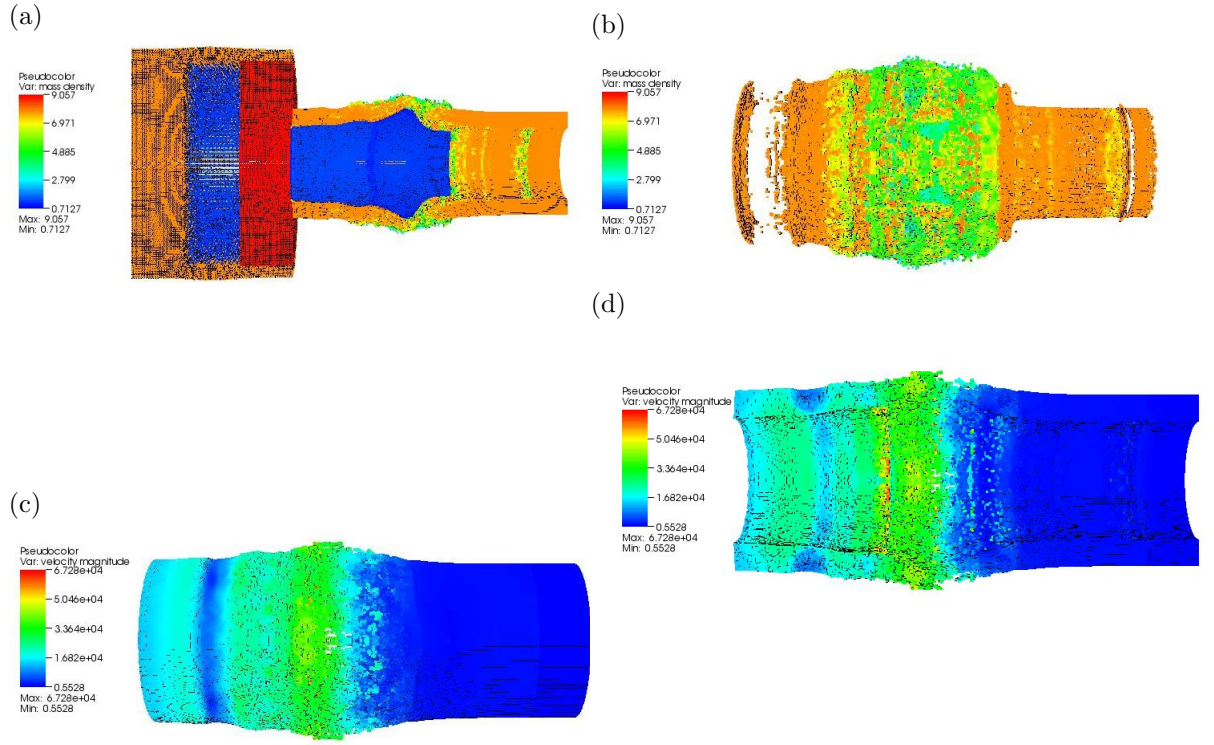 (a)
Pseudocolor
Var: mass density
9.057
6.971
4.885
2.799
0.7127
Max: 9.057
Min: 0.7127
(b)
Pseudocolor
Var: mass density
9.057
6.971
4.885
2.799
0.7127
Max: 9.057
Min: 0.7127
(c)
Pseudocolor
Var: velocity magnitude
6.728e+04
5.046e+04
3.364e+04
1.682e+04
0.5528
Max: 6.728e+04
Min: 0.5528
(d)
Pseudocolor
Var: velocity magnitude
6.728e+04
5.046e+04
3.364e+04
1.682e+04
0.5528
Max: 6.728e+04
Min: 0.5528